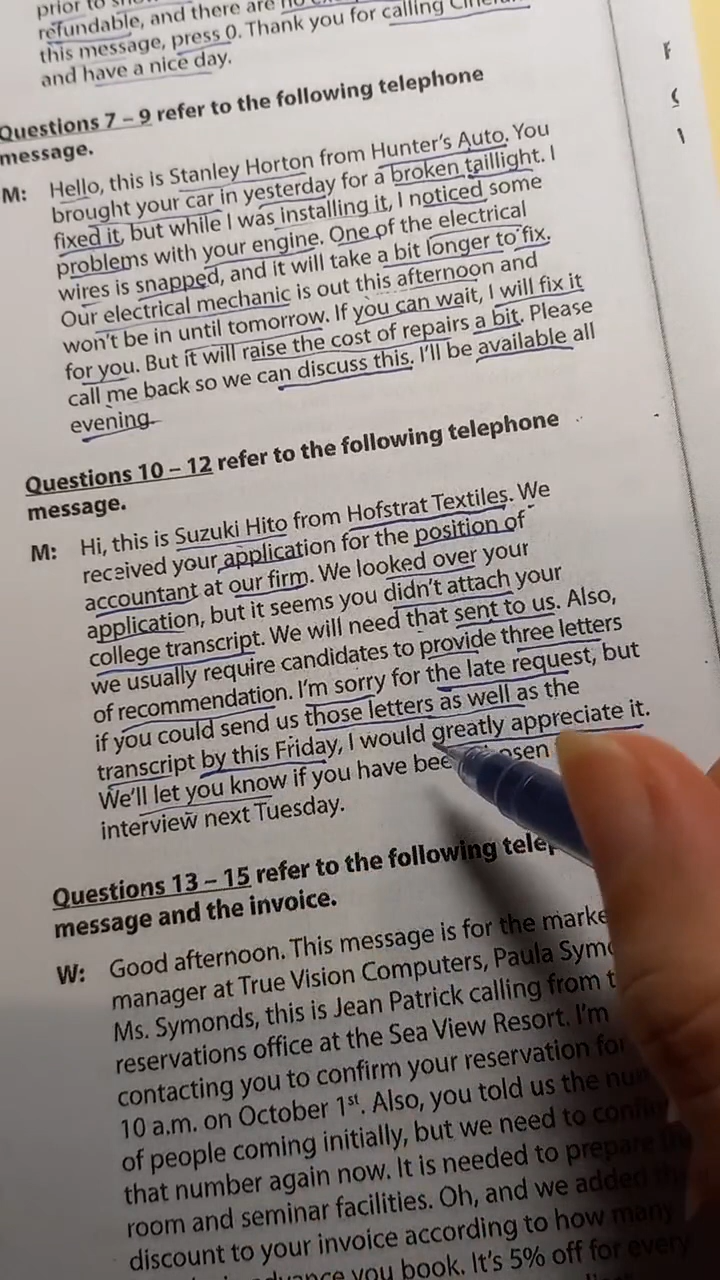 prior to
refundable, and there are no
this message, press 0. Thank you for calling
and have a nice day.
Questions 7 – 9 refer to the following telephone
message.
M: Hello, this is Stanley Horton from Hunter's Auto. You
brought your car in yesterday for a broken taillight. I
fixed it, but while I was installing it, I noticed some
problems with your engine. One of the electrical
wires is snapped, and it will take a bit longer to fix.
Our electrical mechanic is out this afternoon and
won't be in until tomorrow. If you can wait, I will fix it
for you. But it will raise the cost of repairs a bit. Please
call me back so we can discuss this. I'll be available all
evening.
Questions 10 – 12 refer to the following telephone
message.
M: Hi, this is Suzuki Hito from Hofstrat Textiles. We
received your application for the position of
accountant at our firm. We looked over your
application, but it seems you didn't attach your
college transcript. We will need that sent to us. Also,
we usually require candidates to provide three letters
of recommendation. I'm sorry for the late request, but
if you could send us those letters as well as the
transcript by this Friday, I would greatly appreciate it.
We'll let you know if you have
interview next Tuesday.
Questions 13 – 15 refer to the following
message and the invoice.
W: Good afternoon. This message is for the
manager at True Vision Computers, Paula
Ms. Symonds, this is Jean Patrick calling from
reservations office at the Sea View Resort. I'm
contacting you to confirm your reservation for
10 a.m. on October 1st. Also, you told us the
of people coming initially, but we need to
that number again now. It is needed to prepare
room and seminar facilities. Oh, and we added
discount to your invoice according to how many
you book. It's 5% off for every